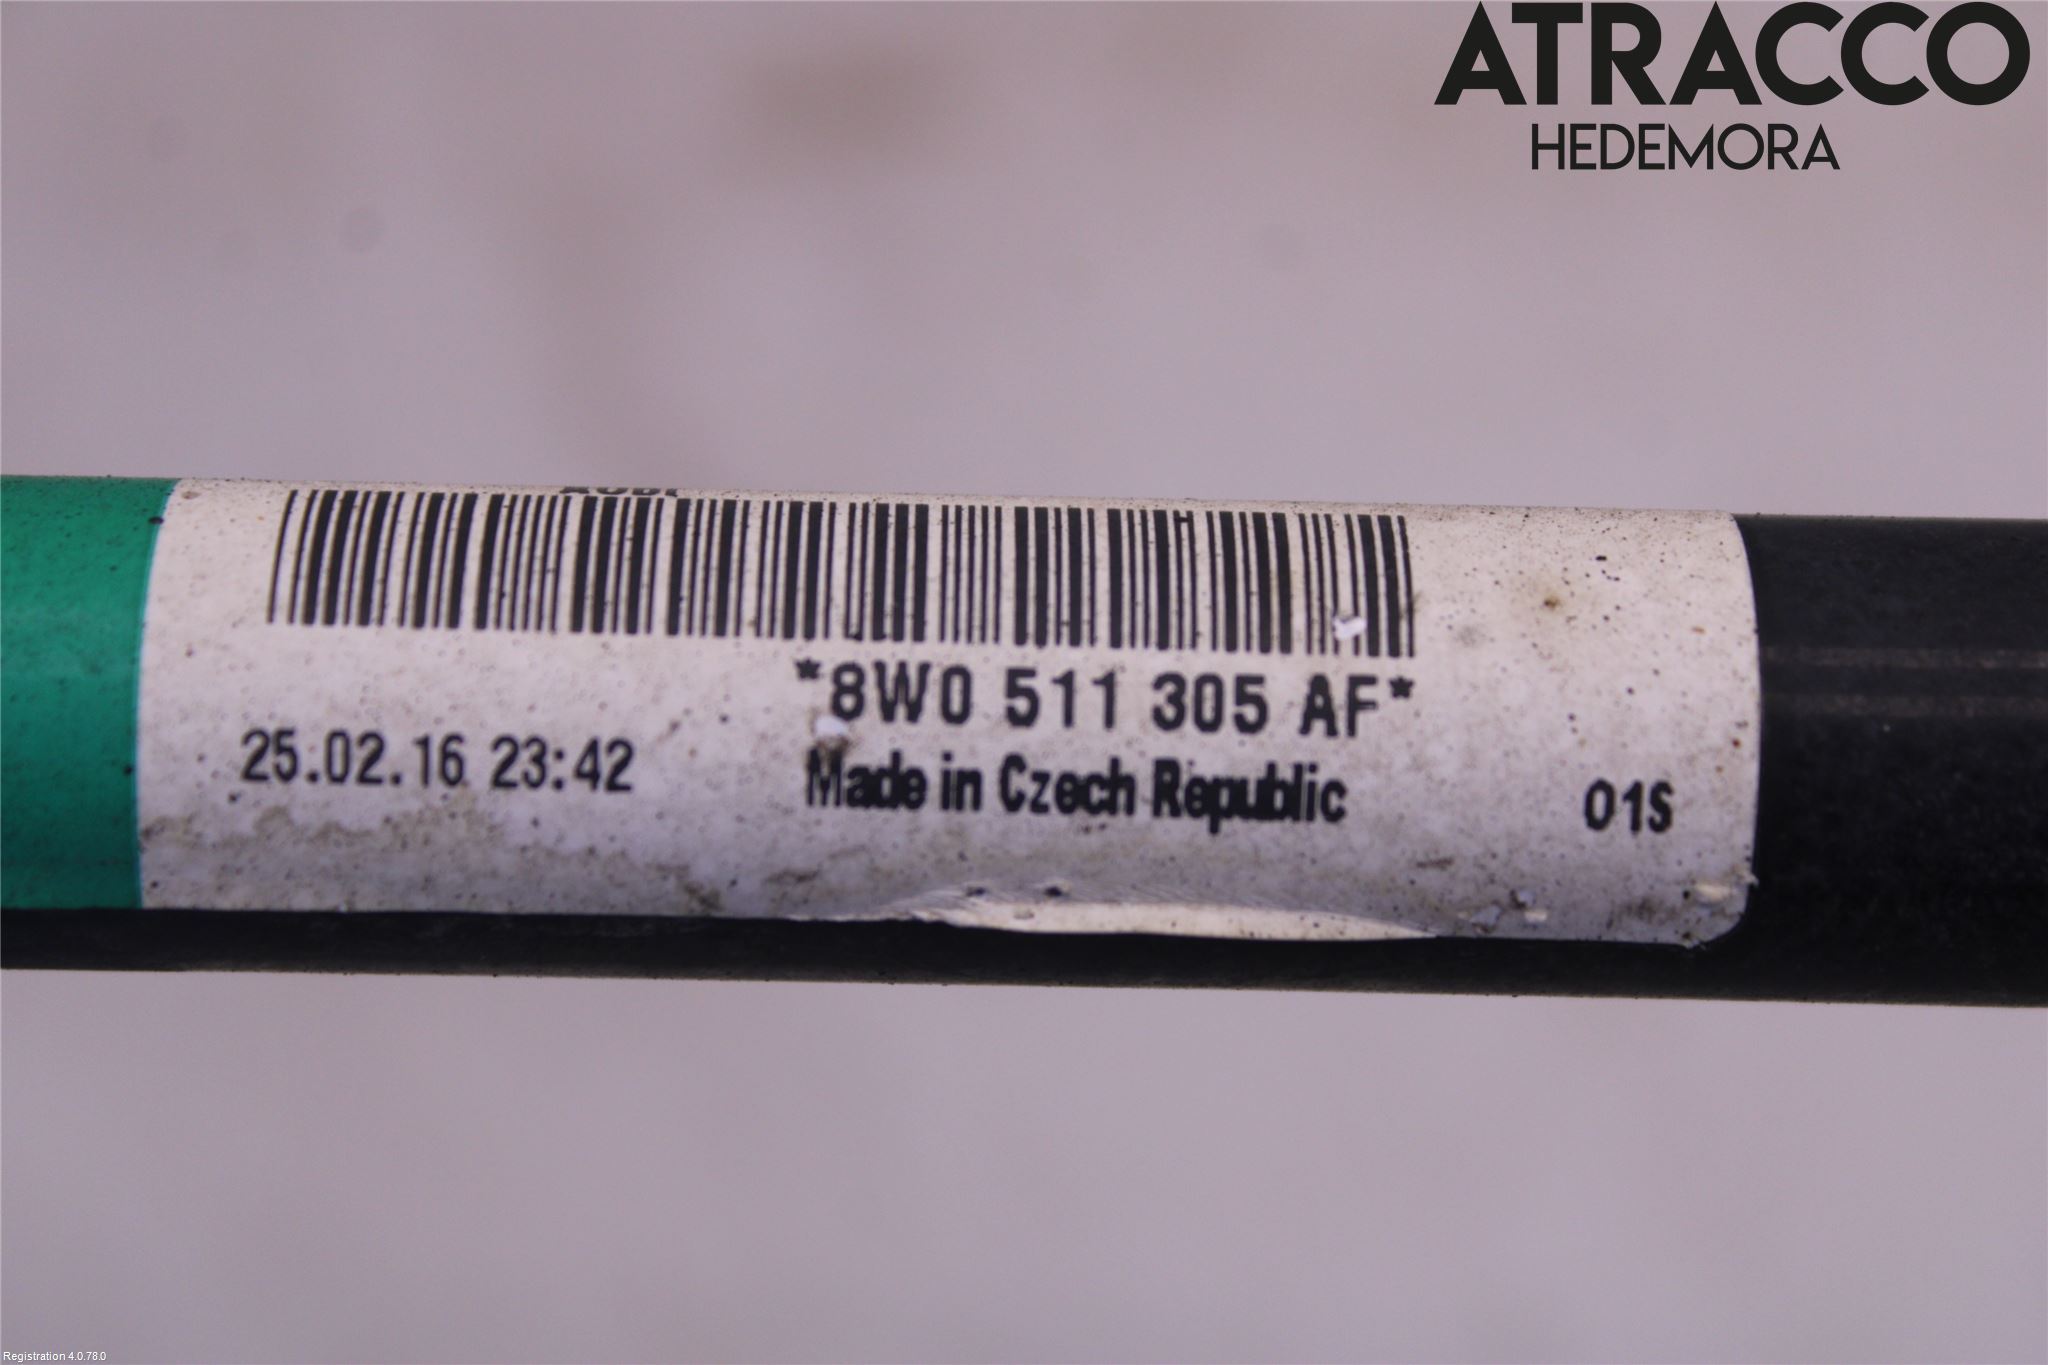 ATRACCO
HEDEMORA
*8W0 511 305 AF*
25.02.16 23:42
Made in Czech Republic
01S
Registration 4.0.78.0